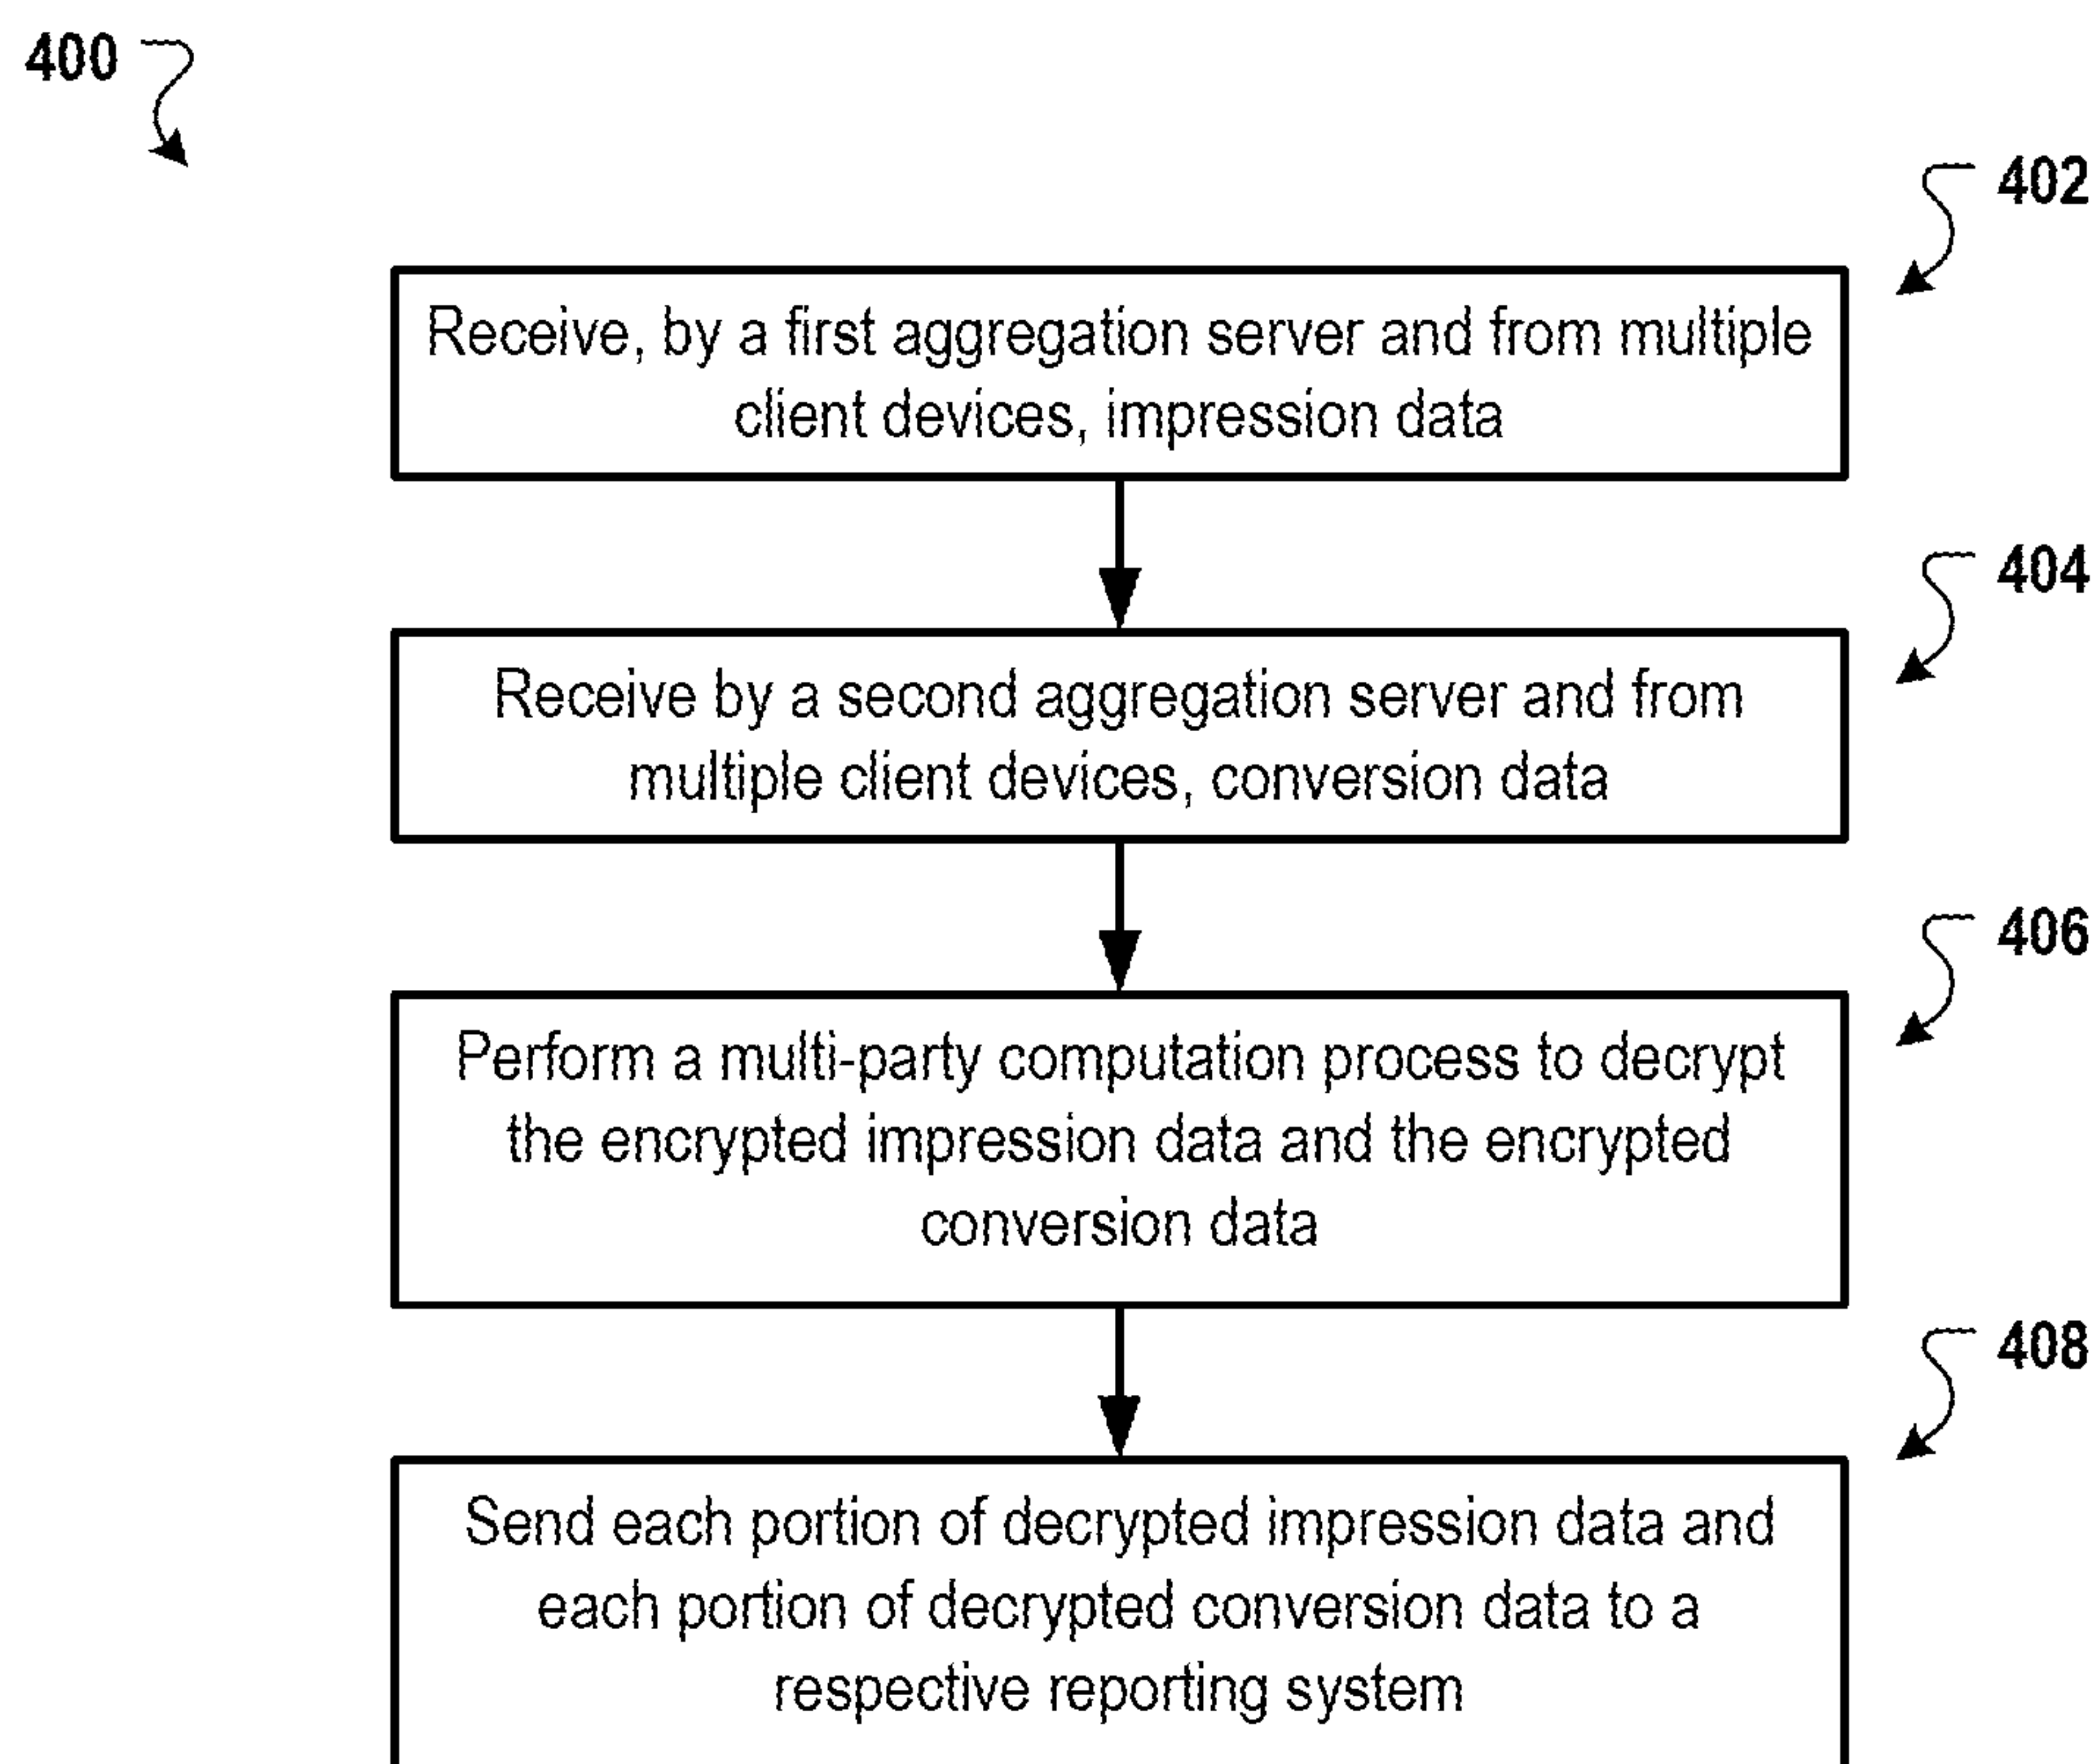 400
402
Receive, by a first aggregation server and from multiple
client devices, impression data
404
Receive by a second aggregation server and from
multiple client devices, conversion data
406
Perform a multi-party computation process to decrypt
the encrypted impression data and the encrypted
conversion data
408
Send each portion of decrypted impression data and
each portion of decrypted conversion data to a
respective reporting system